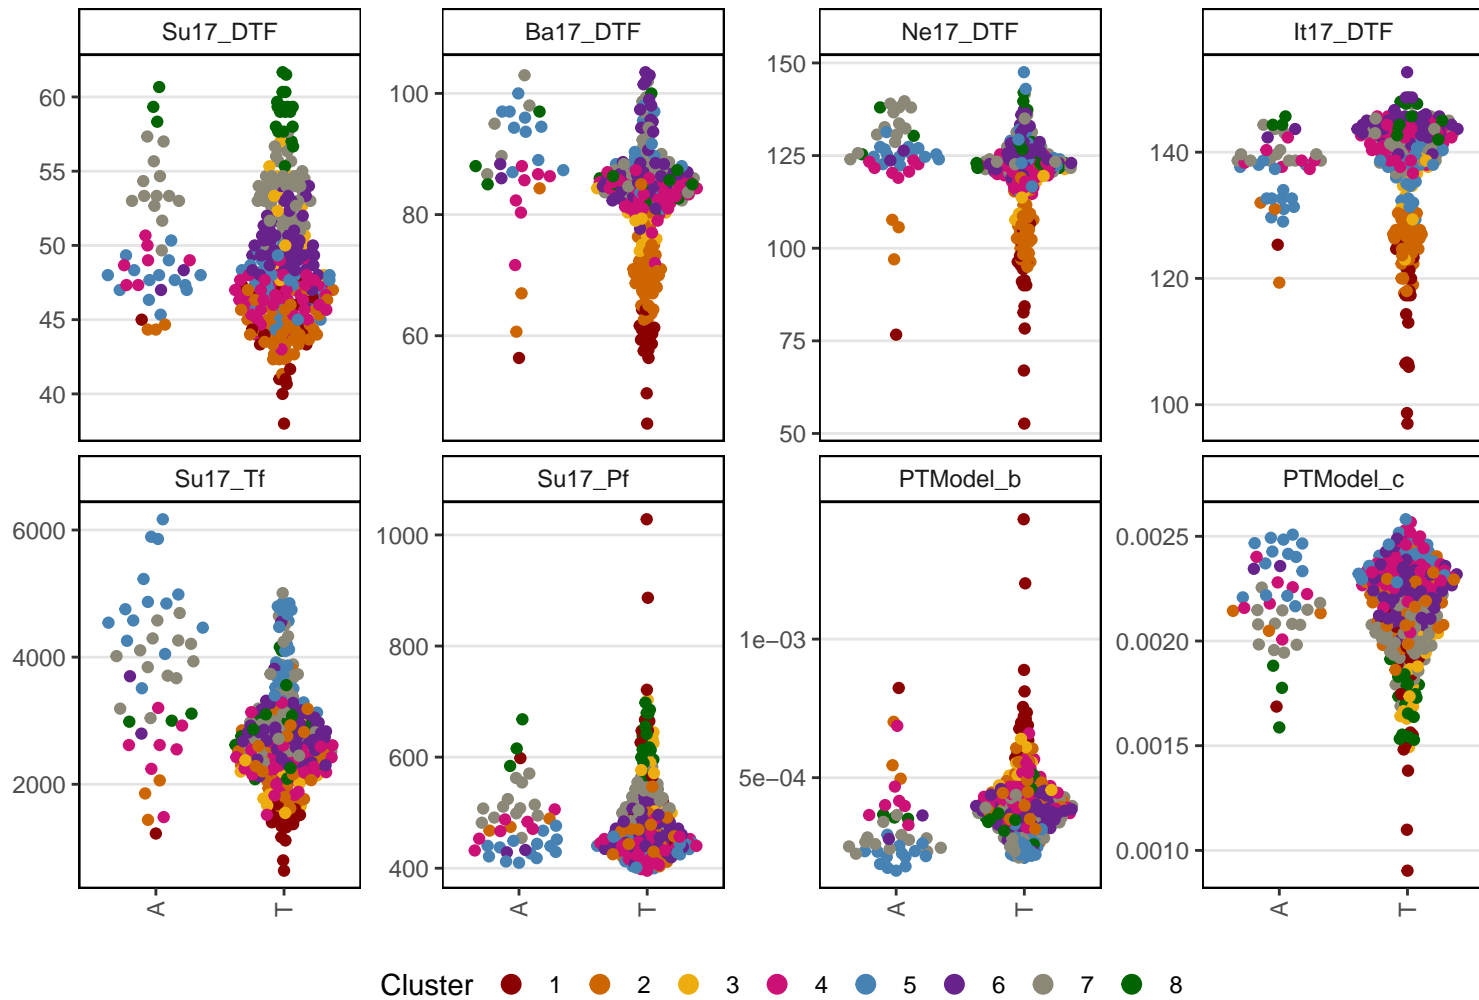 Su17_DTF Ba17_DTF Ne17_DTF It17_DTF
60 55 50 45 40
100 80 60
150 125 100 75 50
140 120 100
Su17_Tf Su17_Pf PTModel_b PTModel_c
6000 4000 2000
1000 800 600 400
1e−03 5e−04
0.0025 0.0020 0.0015 0.0010
A T A T A T A T
Cluster 1 2 3 4 5 6 7 8